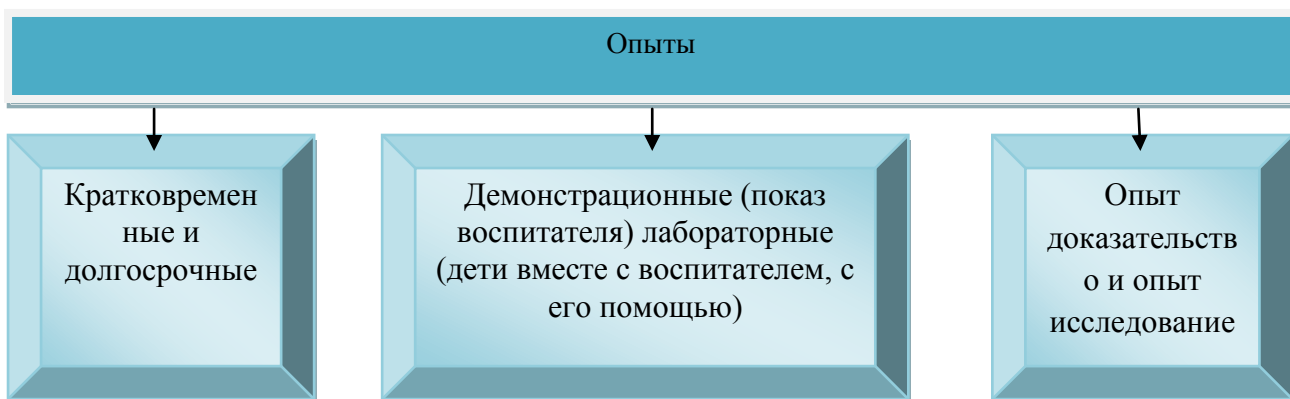 Опыты
Кратковремен
ные и
долгосрочные
Демонстрационные (показ
воспитателя) лабораторные
(дети вместе с воспитателем, с
его помощью)
Опыт
доказательств
о и опыт
исследование